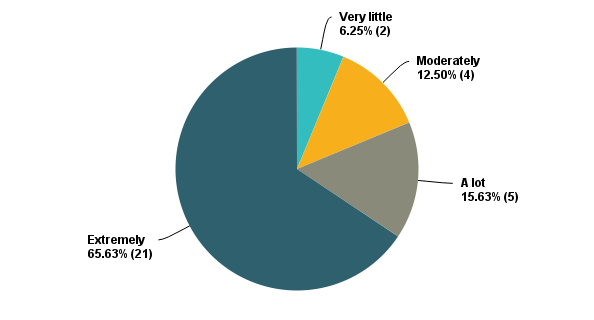 Very little
6.25% (2)
Moderately
12.50% (4)
A lot
15.63% (5)
Extremely
65.63% (21)